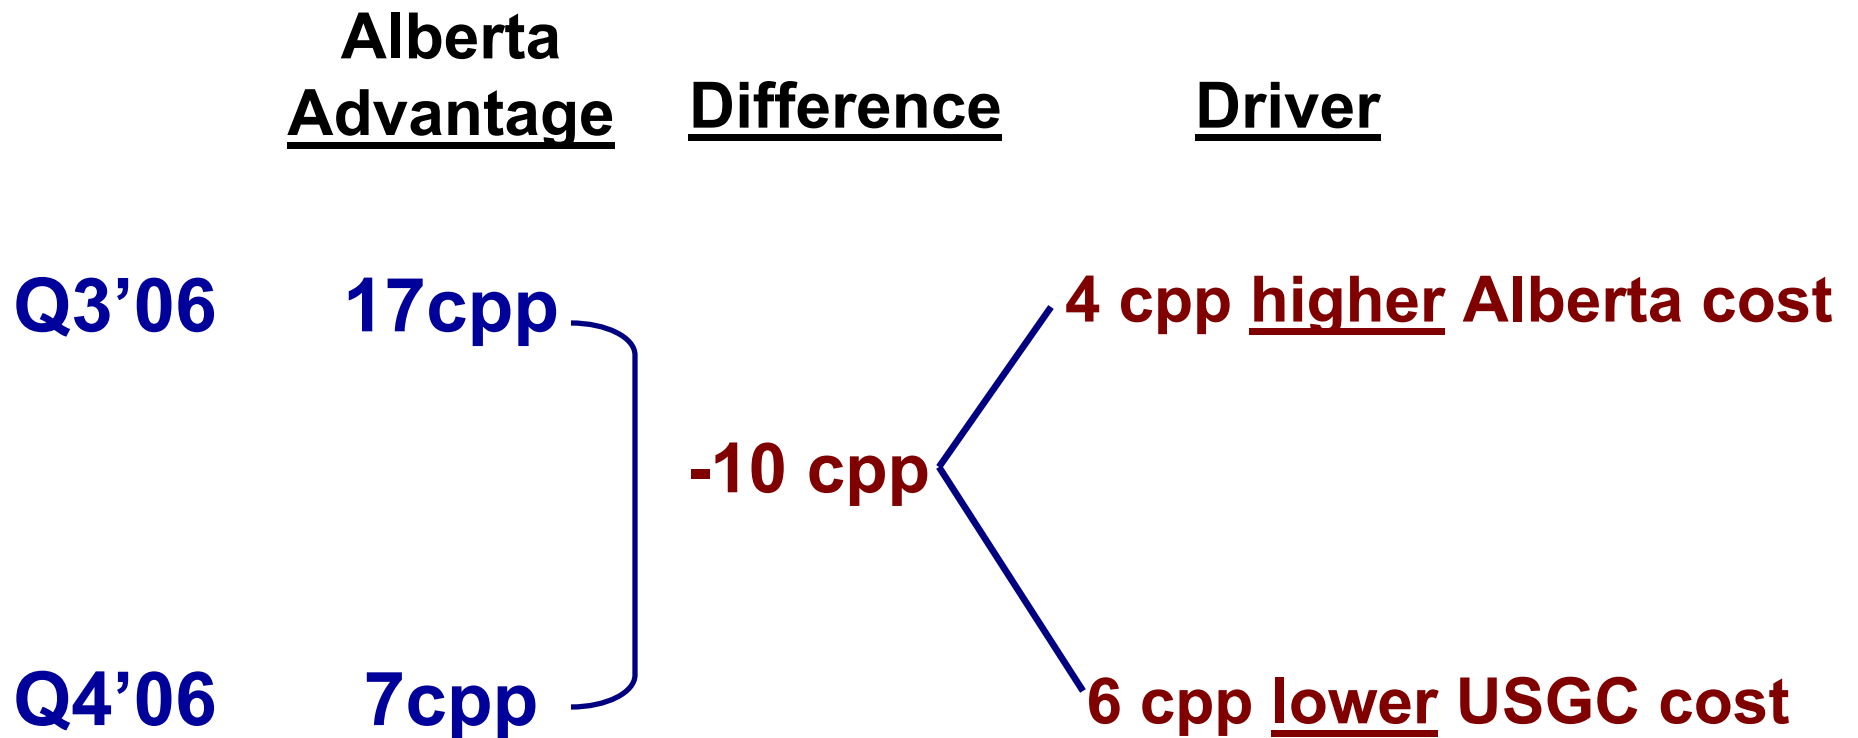 Alberta
Advantage Difference Driver
Q3’06 17cpp 4 cpp higher Alberta cost
-10 cpp
Q4’06 7cpp 6 cpp lower USGC cost